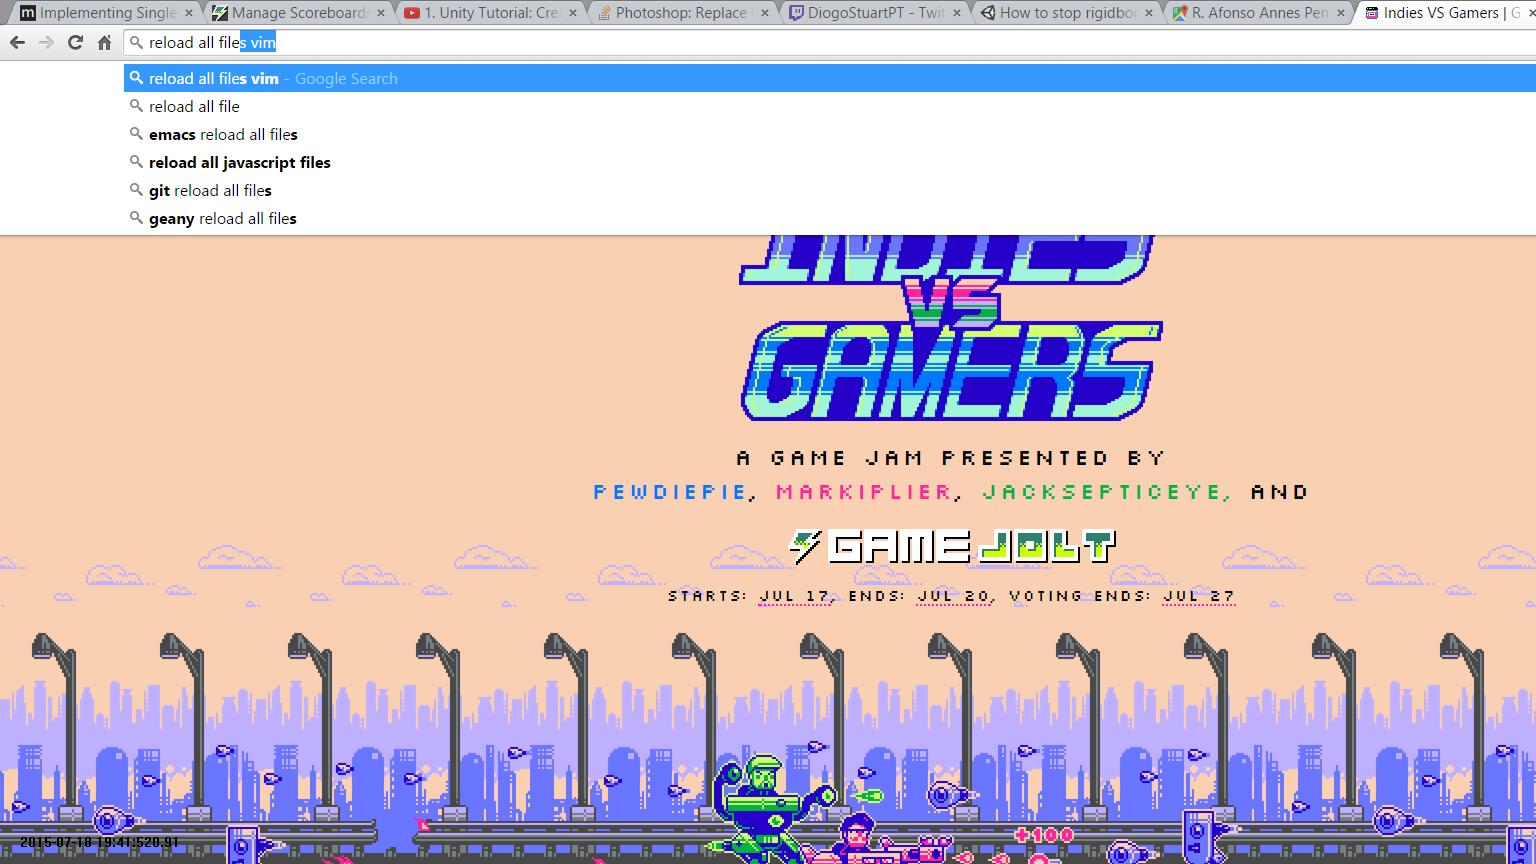 Implementing Single
Manage Scoreboards
1. Unity Tutorial: Cre
Photoshop: Replace
DiogoStuartPT - Twit
How to stop rigidbo
R. Afonso Annes Pen
Indies VS Gamers | G
reload all files vim
reload all files vim - Google Search
reload all file
emacs reload all files
reload all javascript files
git reload all files
geany reload all files
INDIES
VS
GAMERS
A GAME JAM PRESENTED BY
PEWDIEPIE, MARKIPLIER, JACKSEPTICEYE, AND
GAME JOLT
STARTS: JUL 17, ENDS: JUL 20, VOTING ENDS: JUL 27
+100
2015-07-18 19:41:520.91